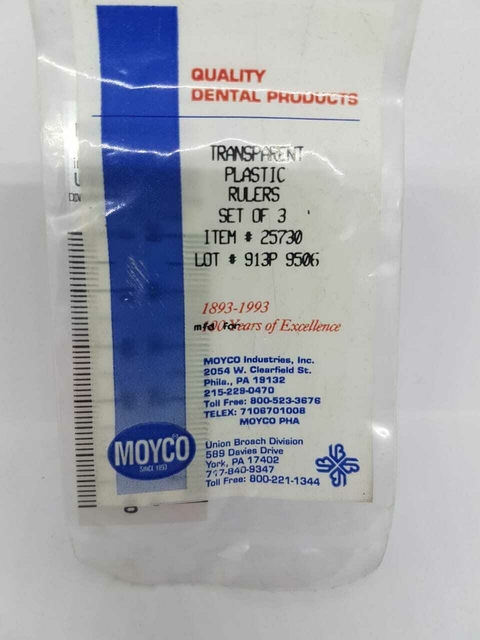 QUALITY
DENTAL PRODUCTS
TRANSPARENT
PLASTIC
RULERS
SET OF 3
ITEM # 25730
LOT # 913P 9506
1893-1993
mfd for
100 Years of Excellence
MOYCO Industries, Inc.
2054 W. Clearfield St.
Phila., PA 19132
215-229-0470
Toll Free: 800-523-3676
TELEX: 7106701008
MOYCO PHA
MOYCO®
SINCE 1893
Union Broach Division
589 Davies Drive
York, PA 17402
717-840-9347
Toll Free: 800-221-1344